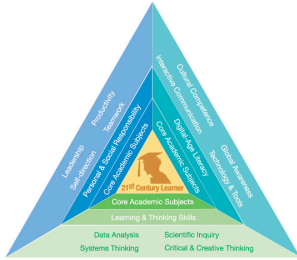 Productivity
Teamwork
Leadership
Self-direction
Personal & Social Responsibility
Core Academic Subjects
Cultural Competence
Interactive Communication
Global Awareness
Technology & Tools
Digital-Age Literacy
Core Academic Subjects
21st Century Learner
Core Academic Subjects
Learning & Thinking Skills
Data Analysis
Scientific Inquiry
Systems Thinking
Critical & Creative Thinking